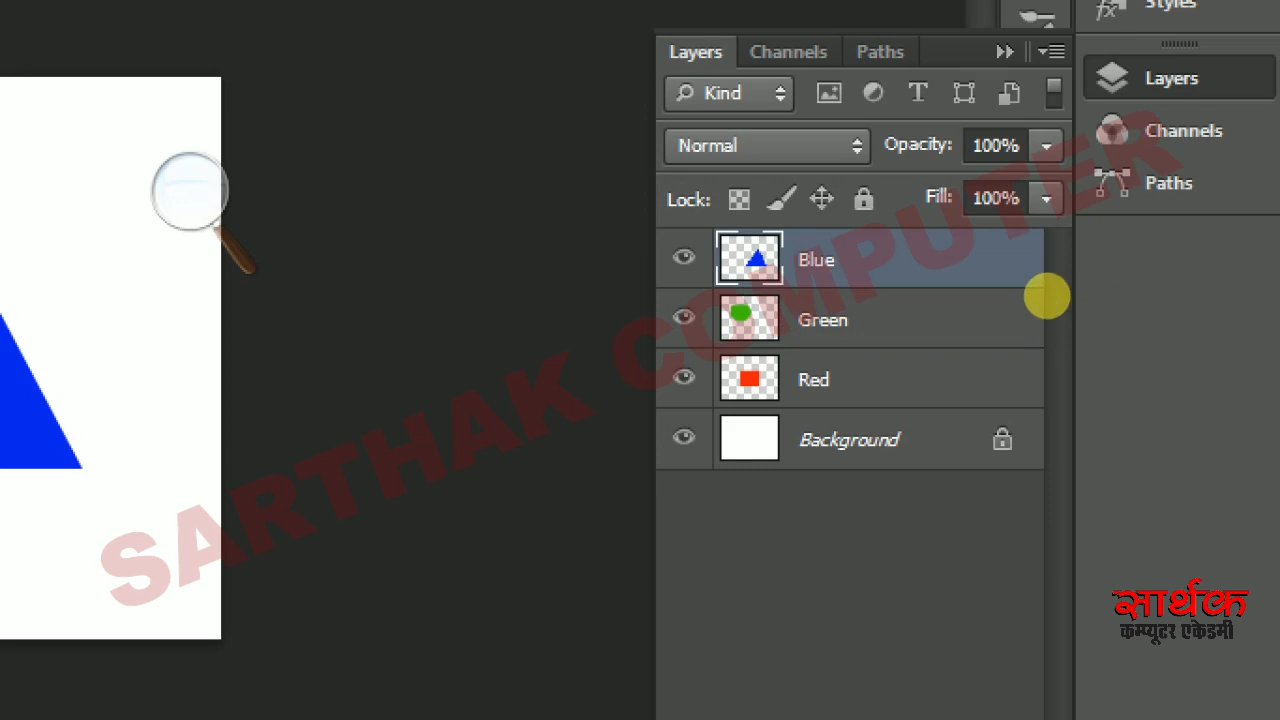 fx Styles
Layers Channels Paths
Layers
Kind T
Channels
Normal Opacity: 100%
Paths
Lock: Fill: 100%
Blue
Green
Red
Background
SARTHAK COMPUTER
सार्थक
कम्प्यूटर एकेडमी